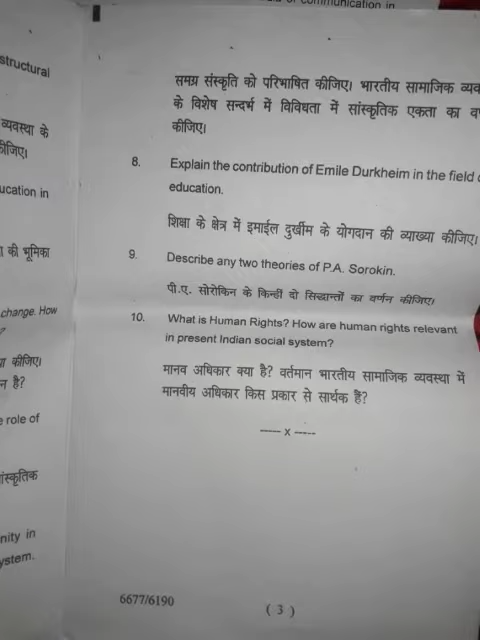 communication in
structural
व्यवस्था के
कीजिए।
ucation in
की भूमिका
change. How
कीजिए।
न है?
role of
सांस्कृतिक
nity in
ystem.
समग्र संस्कृति को परिभाषित कीजिए। भारतीय सामाजिक
के विशेष सन्दर्भ में विविधता में सांस्कृतिक एकता का
कीजिए।
8. Explain the contribution of Emile Durkheim in the field
education.
शिक्षा के क्षेत्र में इमाईल दुर्खीम के योगदान की व्याख्या कीजिए।
9. Describe any two theories of P.A. Sorokin.
पी.ए. सोरोकिन के किन्हीं दो सिद्धान्तों का वर्णन कीजिए।
10. What is Human Rights? How are human rights relevant
in present Indian social system?
मानव अधिकार क्या है? वर्तमान भारतीय सामाजिक व्यवस्था में
मानवीय अधिकार किस प्रकार से सार्थक हैं?
----- x -----
6677/6190
( 3 )